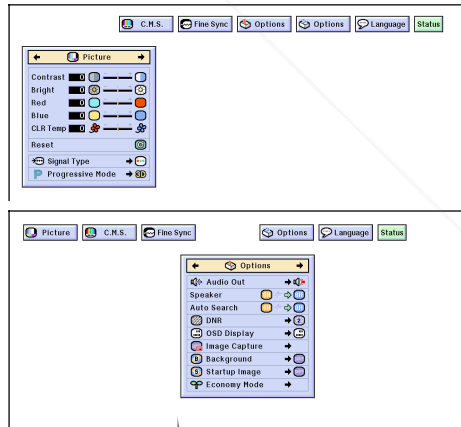 C.M.S. Fine Sync Options Options Language Status
Picture
Contrast 0
Bright 0
Red 0
Blue 0
CLR Temp 0
Reset
Signal Type
P Progressive Mode 3D
Picture C.M.S. Fine Sync Options Language Status
Options
Audio Out
Speaker
Auto Search
DNR 2
OSD Display
Image Capture
B Background
S Startup Image
Economy Mode